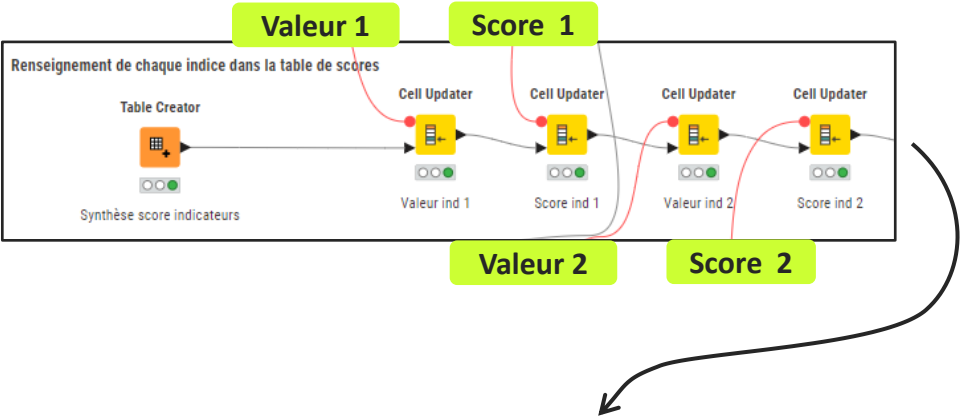 Valeur 1
Score 1
Renseignement de chaque indice dans la table de scores
Table Creator
Cell Updater
Cell Updater
Cell Updater
Cell Updater
Synthèse score indicateurs
Valeur ind 1
Score ind 1
Valeur ind 2
Score ind 2
Valeur 2
Score 2